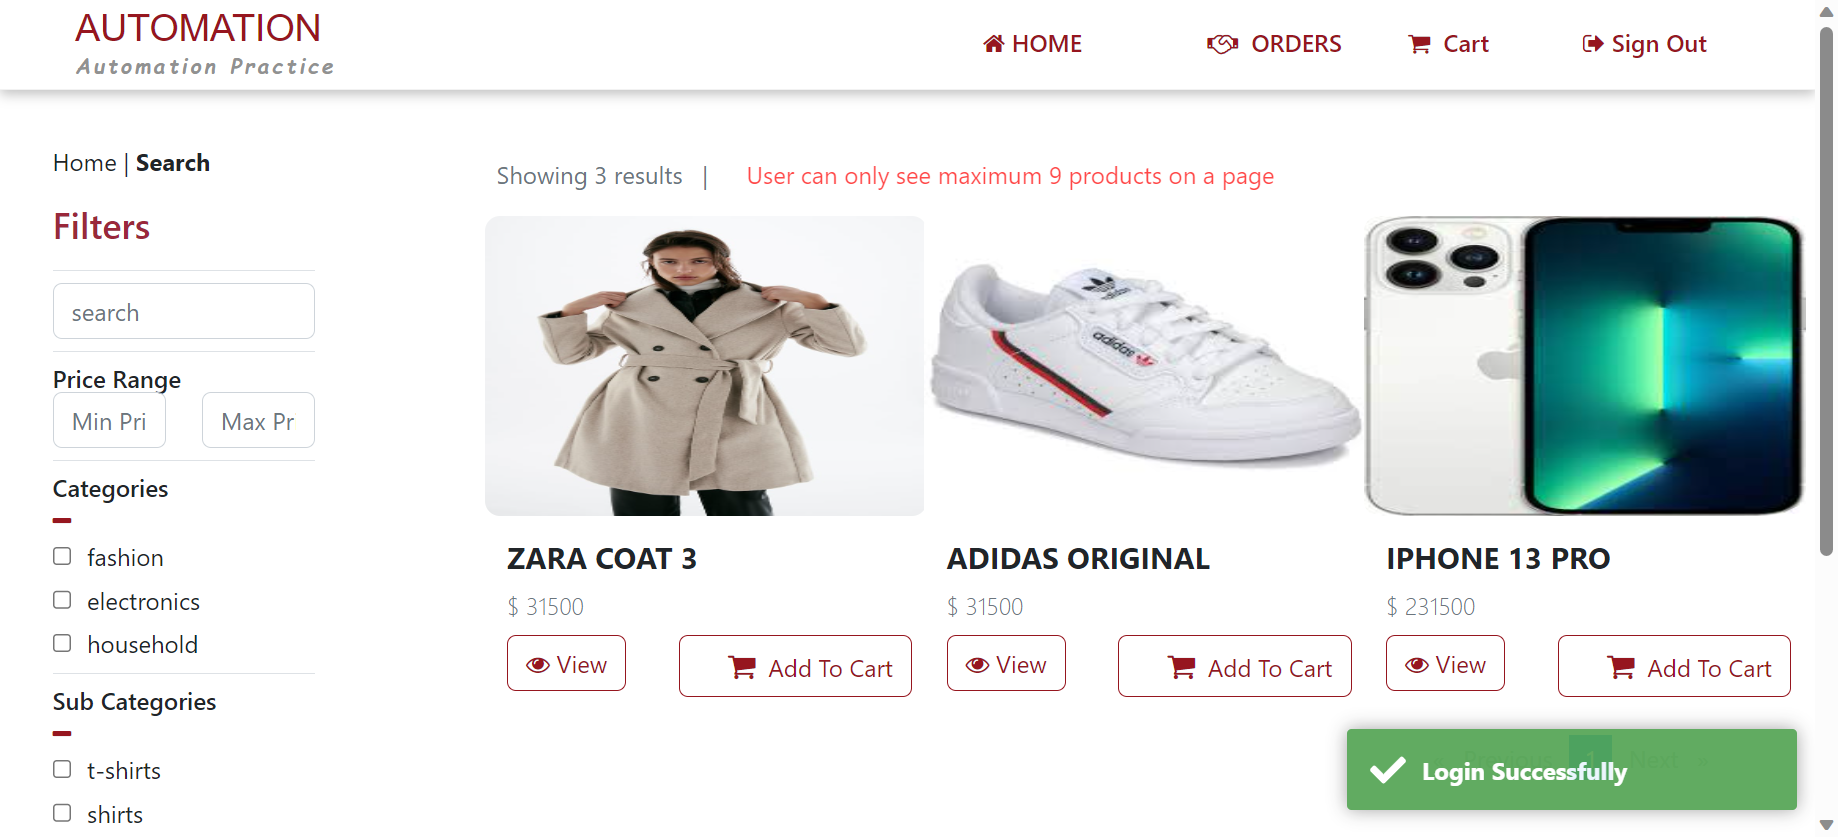 AUTOMATION
Automation Practice
HOME
ORDERS
Cart
Sign Out
Home | Search
Filters
search
Price Range
Min Pri
Max Pr
Categories
fashion
electronics
household
Sub Categories
t-shirts
shirts
Showing 3 results |
User can only see maximum 9 products on a page
adidas
ZARA COAT 3
$ 31500
View
Add To Cart
ADIDAS ORIGINAL
$ 31500
View
Add To Cart
IPHONE 13 PRO
$ 231500
View
Add To Cart
1
Next
Login Successfully